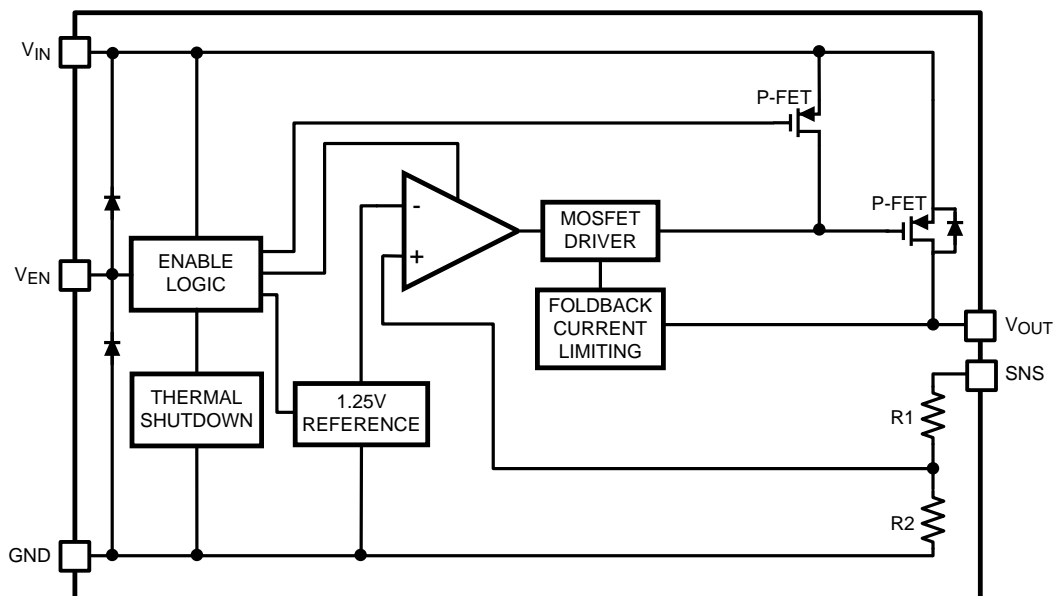 VIN
P-FET
P-FET
-
MOSFET
DRIVER
+
VEN
ENABLE
LOGIC
FOLDBACK
CURRENT
LIMITING
VOUT
SNS
THERMAL
SHUTDOWN
1.25V
REFERENCE
R1
R2
GND